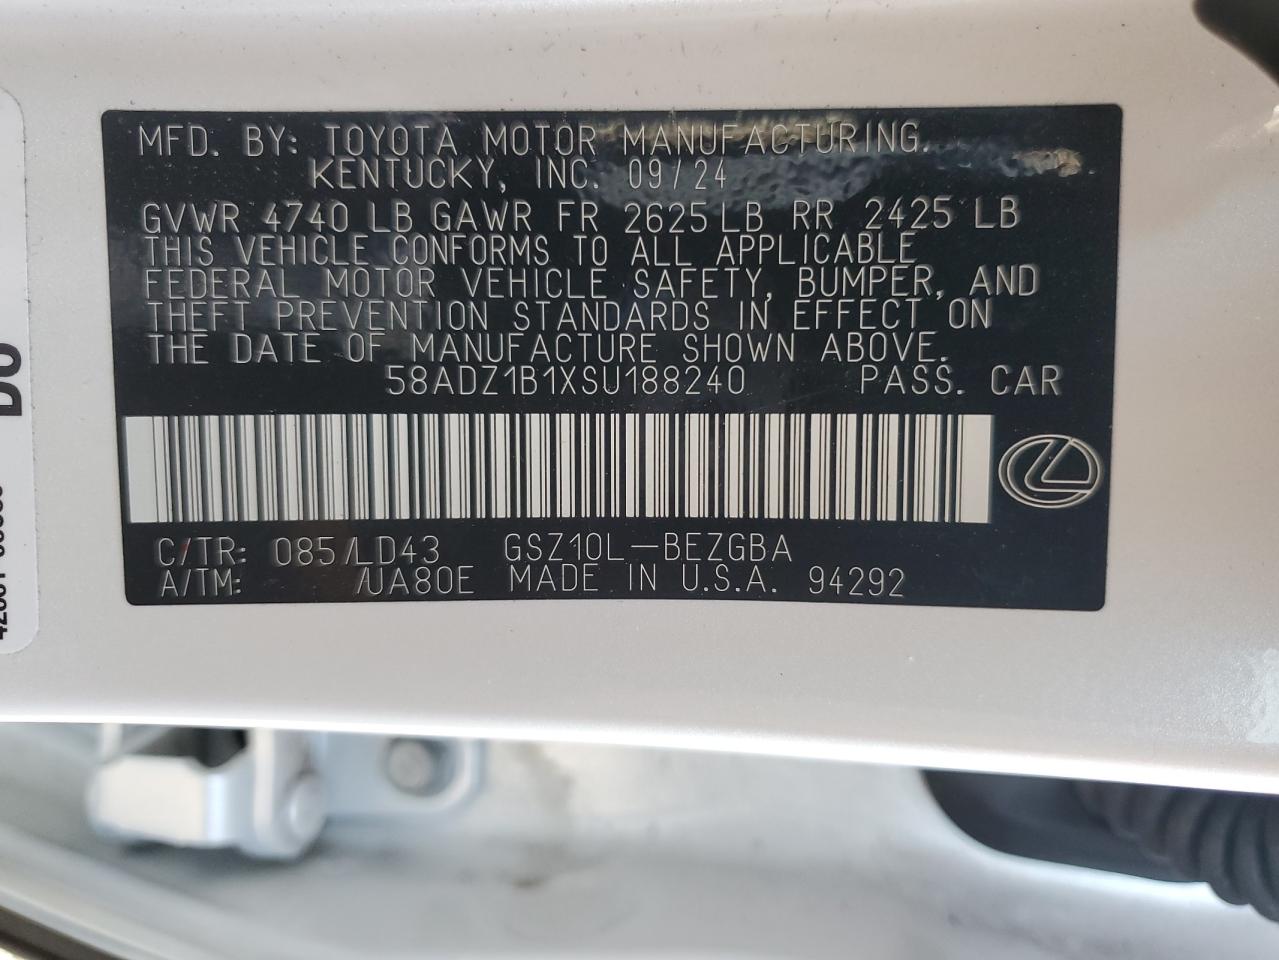 MFD. BY: TOYOTA MOTOR MANUFACTURING,
KENTUCKY, INC. 09/24
GVWR 4740 LB GAWR FR 2625 LB RR 2425 LB
THIS VEHICLE CONFORMS TO ALL APPLICABLE
FEDERAL MOTOR VEHICLE SAFETY, BUMPER, AND
THEFT PREVENTION STANDARDS IN EFFECT ON
THE DATE OF MANUFACTURE SHOWN ABOVE.
58ADZ1B1XSU188240 PASS. CAR
C/TR: 085/LD43 GSZ10L-BEZGBA
A/TM: /UA80E MADE IN U.S.A. 94292